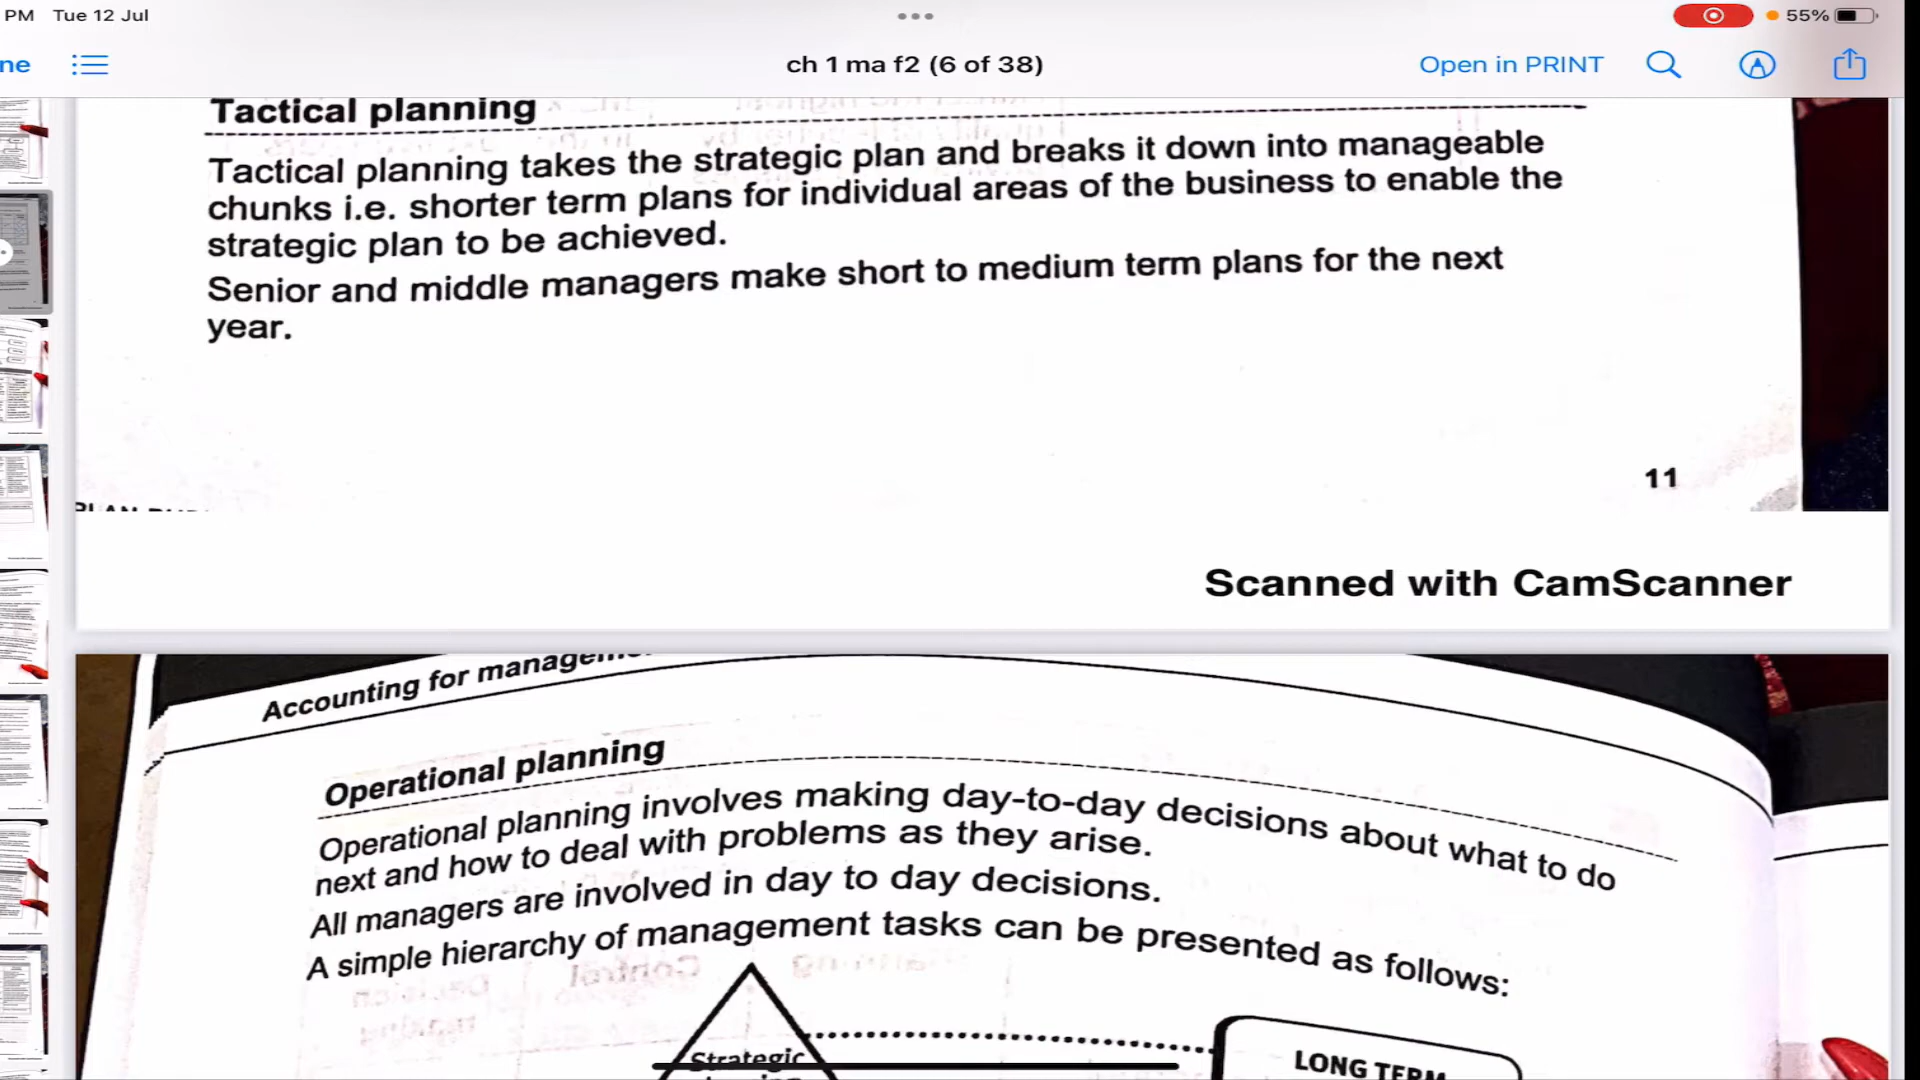 PM Tue 12 Jul
55%
ne
ch 1 ma f2 (6 of 38)
Open in PRINT
Tactical planning
Tactical planning takes the strategic plan and breaks it down into manageable
chunks i.e. shorter term plans for individual areas of the business to enable the
strategic plan to be achieved.
Senior and middle managers make short to medium term plans for the next
year.
11
Scanned with CamScanner
Accounting for
Operational planning
Operational planning involves making day-to-day decisions about what to do
next and how to deal with problems as they arise.
All managers are involved in day to day decisions.
A simple hierarchy of management tasks can be presented as follows:
Strategic
LONG TERM